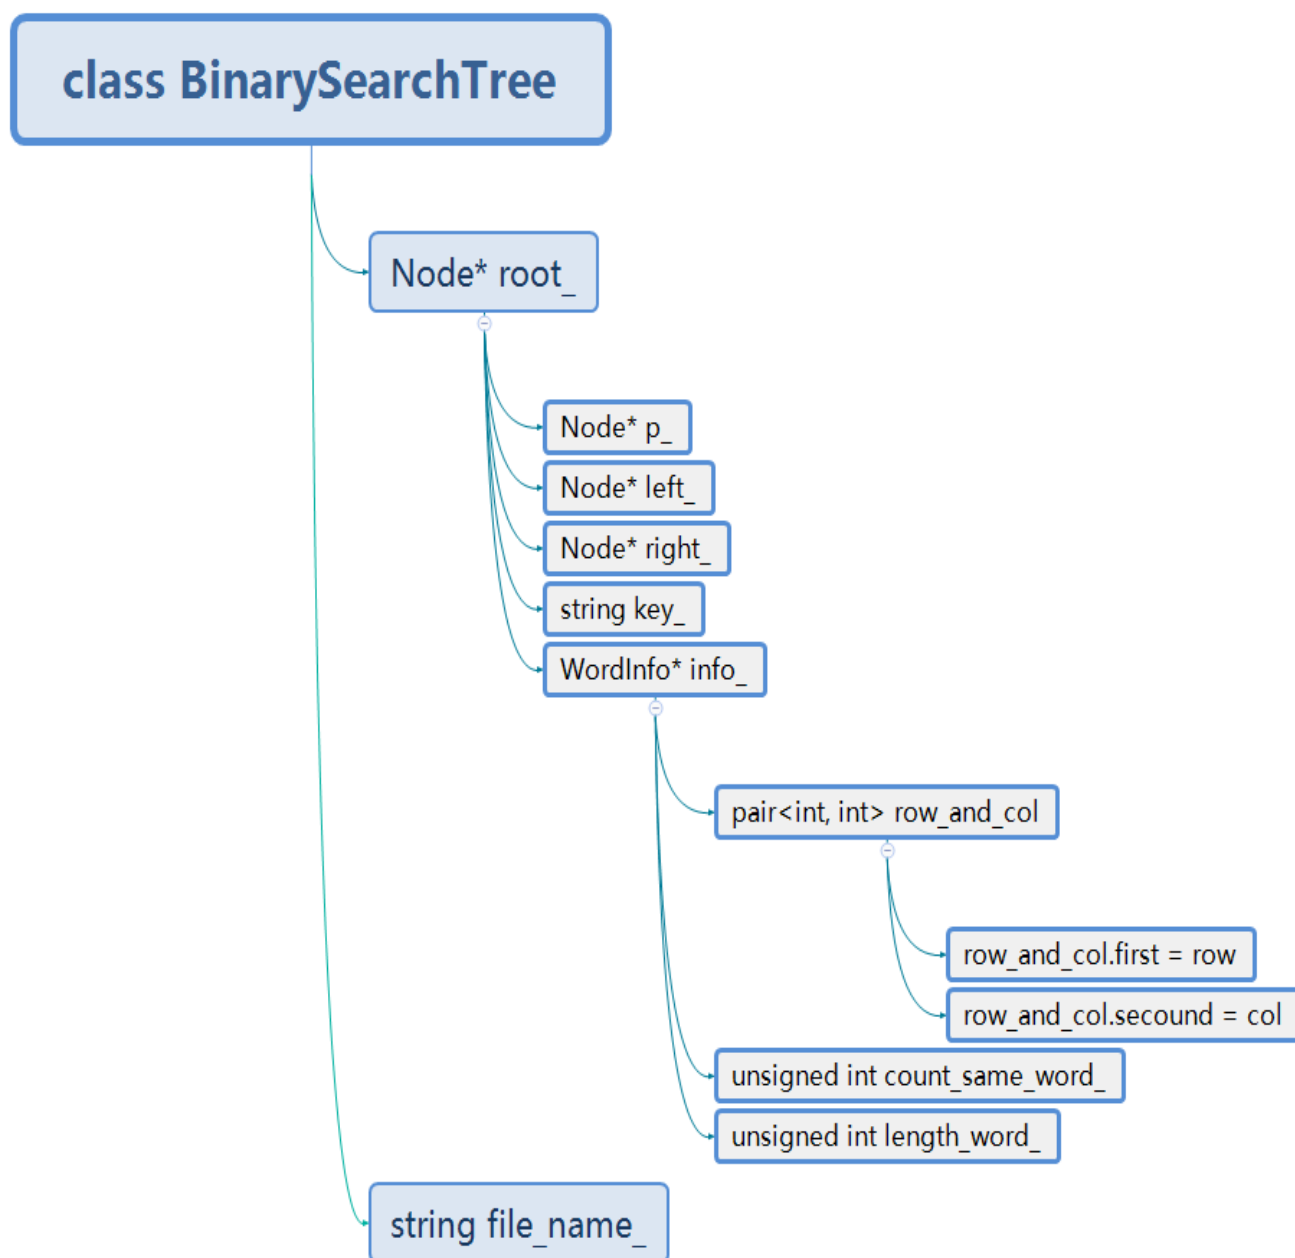 class BinarySearchTree
Node* root_
Node* p_
Node* left_
Node* right_
string key_
WordInfo* info_
pair<int, int> row_and_col
row_and_col.first = row
row_and_col.secound = col
unsigned int count_same_word_
unsigned int length_word_
string file_name_